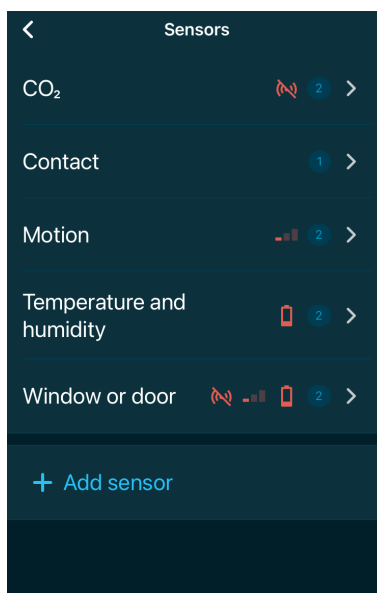 Sensors
CO₂
2
Contact
1
Motion
2
Temperature and
humidity
2
Window or door
2
+ Add sensor